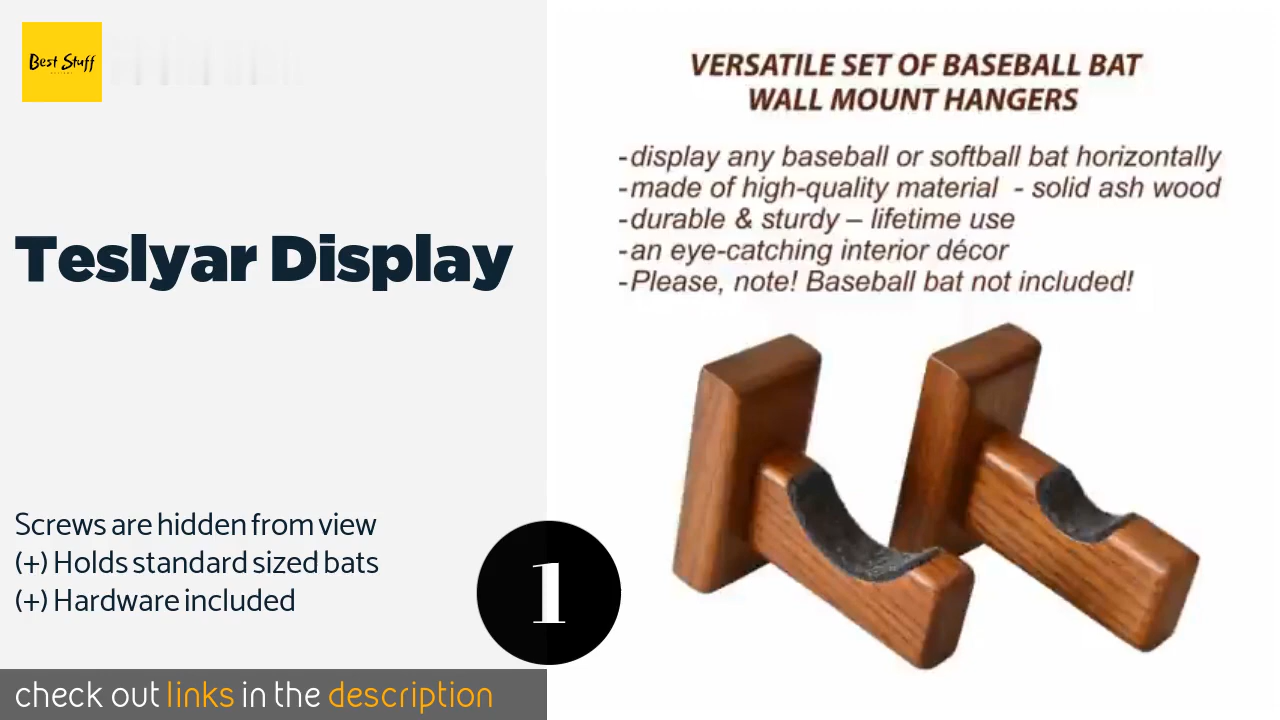 Best Stuff
Teslyar Display
Screws are hidden from view
(+) Holds standard sized bats
(+) Hardware included
1
check out links in the description
VERSATILE SET OF BASEBALL BAT
WALL MOUNT HANGERS
-display any baseball or softball bat horizontally
-made of high-quality material - solid ash wood
-durable & sturdy – lifetime use
-an eye-catching interior décor
-Please, note! Baseball bat not included!